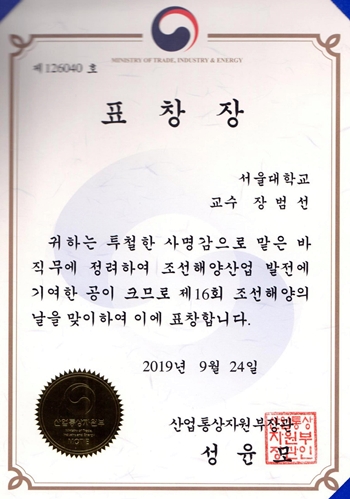 MINISTRY OF TRADE, INDUSTRY & ENERGY
제126040 호
표 창 장
서울대학교
교수 장 범 선
귀하는 투철한 사명감으로 맡은 바
직무에 정려하여 조선해양산업 발전에
기여한 공이 크므로 제16회 조선해양의
날을 맞이하여 이에 표창합니다.
2019년 9월 24일
산업통상자원부
Ministry of Trade,
Industry and Energy
MOTIE
산업통상자원부장관
성 윤 모
산업통상
자원부
장관인